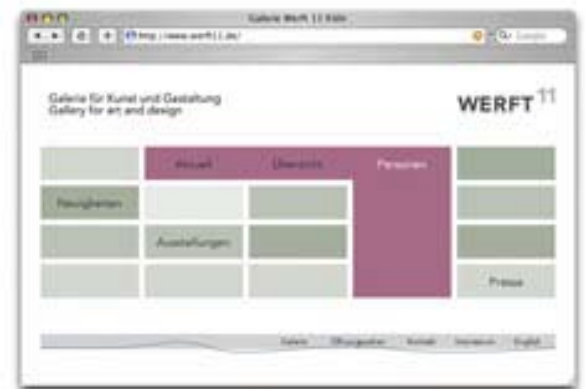 Galerie Werft 11 Köln
http://www.werft11.de/
Galerie für Kunst und Gestaltung
Gallery for art and design
WERFT 11
Aktuell Übersicht Personen
Neuigkeiten
Ausstellungen
Presse
Galerie Öffnungszeiten Kontakt Impressum English